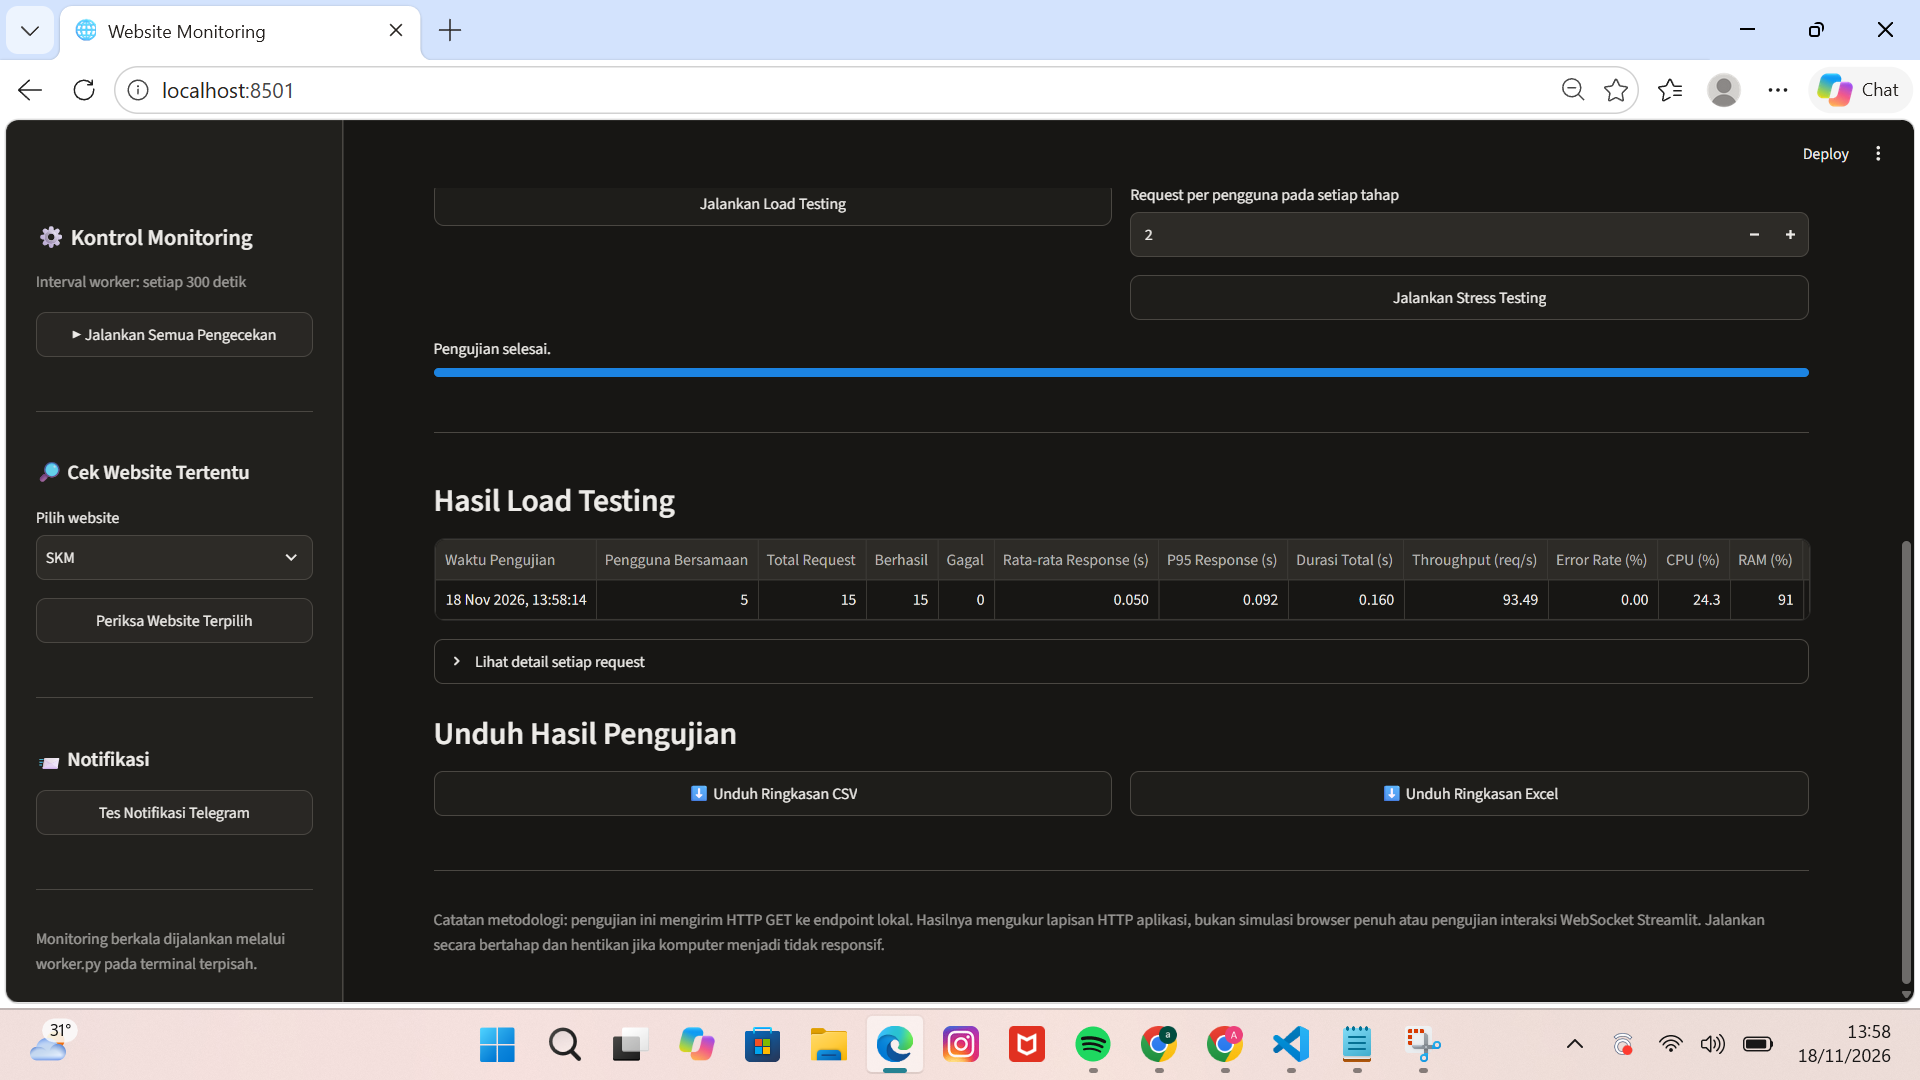 Website Monitoring
localhost:8501
Chat
Deploy
Kontrol Monitoring
Interval worker: setiap 300 detik
Jalankan Semua Pengecekan
Cek Website Tertentu
Pilih website
SKM
Periksa Website Terpilih
Notifikasi
Tes Notifikasi Telegram
Monitoring berkala dijalankan melalui
worker.py pada terminal terpisah.
Jalankan Load Testing
Request per pengguna pada setiap tahap
2
Jalankan Stress Testing
Pengujian selesai.
Hasil Load Testing
Waktu Pengujian Pengguna Bersamaan Total Request Berhasil Gagal Rata-rata Response (s) P95 Response (s) Durasi Total (s) Throughput (req/s) Error Rate (%) CPU (%) RAM (%)
18 Nov 2026, 13:58:14 5 15 15 0 0.050 0.092 0.160 93.49 0.00 24.3 91
Lihat detail setiap request
Unduh Hasil Pengujian
Unduh Ringkasan CSV
Unduh Ringkasan Excel
Catatan metodologi: pengujian ini mengirim HTTP GET ke endpoint lokal. Hasilnya mengukur lapisan HTTP aplikasi, bukan simulasi browser penuh atau pengujian interaksi WebSocket Streamlit. Jalankan
secara bertahap dan hentikan jika komputer menjadi tidak responsif.
31°
a
A
13:58
18/11/2026